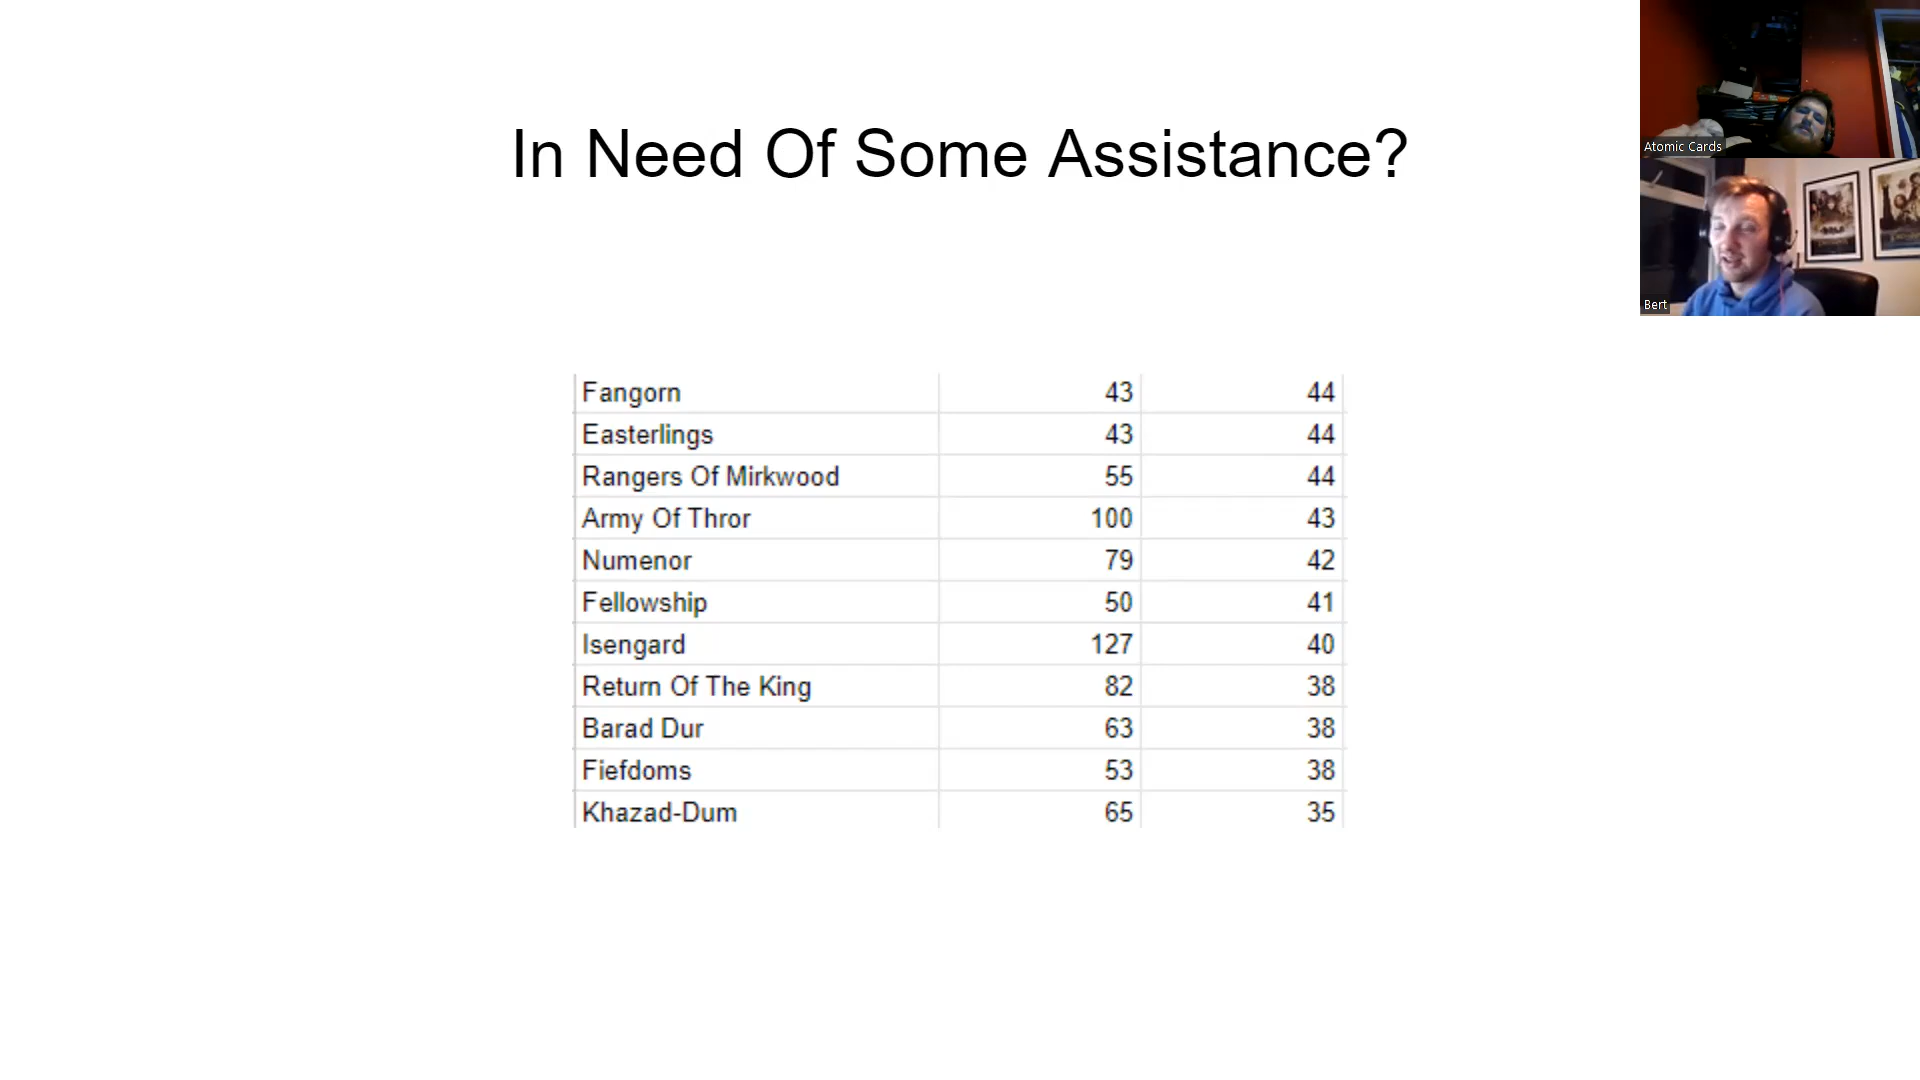 In Need Of Some Assistance?
Atomic Cards
Bert
Fangorn 43 44
Easterlings 43 44
Rangers Of Mirkwood 55 44
Army Of Thror 100 43
Numenor 79 42
Fellowship 50 41
Isengard 127 40
Return Of The King 82 38
Barad Dur 63 38
Fiefdoms 53 38
Khazad-Dum 65 35